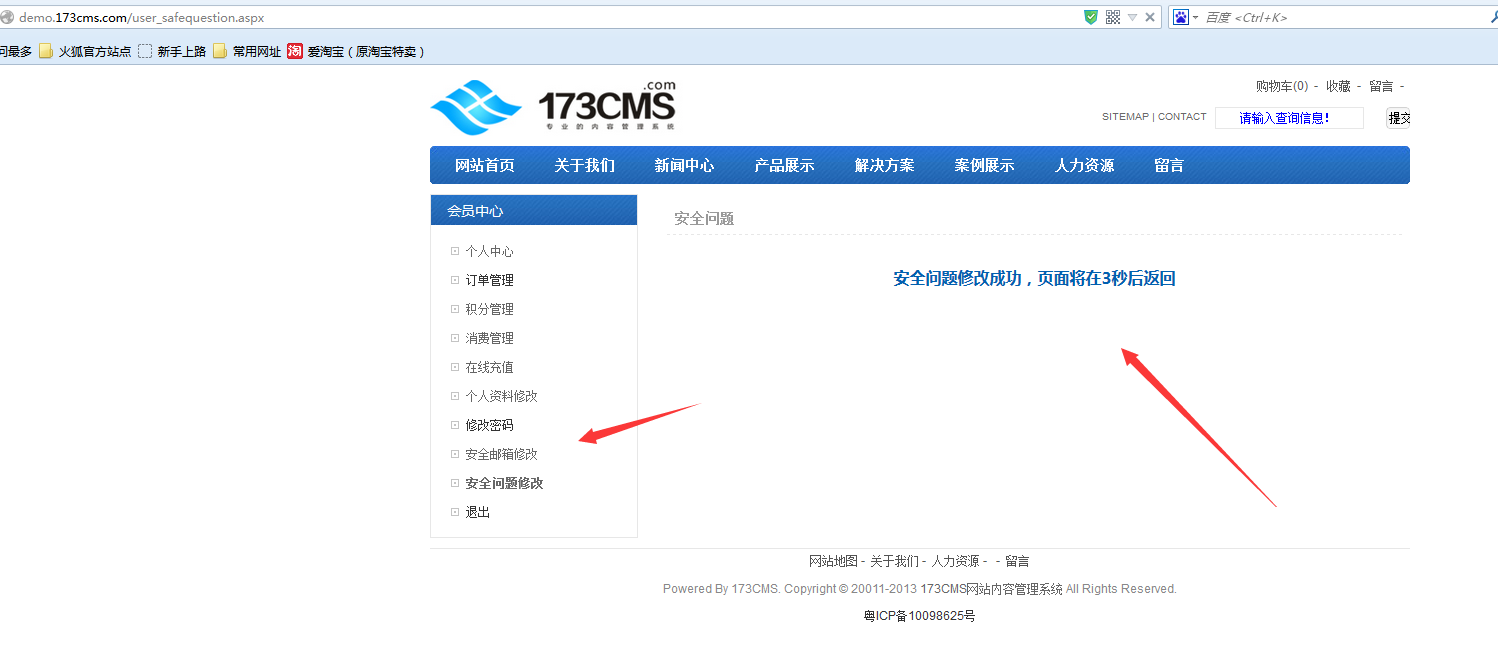 demo.173cms.com/user_safequestion.aspx
百度 <Ctrl+K>
问最多 火狐官方站点 新手上路 常用网址 淘 爱淘宝（原淘宝特卖）
173CMS.com
专业的内容管理系统
购物车(0) - 收藏 - 留言 -
SITEMAP | CONTACT 请输入查询信息! 提交
网站首页 关于我们 新闻中心 产品展示 解决方案 案例展示 人力资源 留言
会员中心
个人中心
订单管理
积分管理
消费管理
在线充值
个人资料修改
修改密码
安全邮箱修改
安全问题修改
退出
安全问题
安全问题修改成功，页面将在3秒后返回
网站地图 - 关于我们 - 人力资源 - - 留言
Powered By 173CMS. Copyright © 20011-2013 173CMS网站内容管理系统 All Rights Reserved.
粤ICP备10098625号